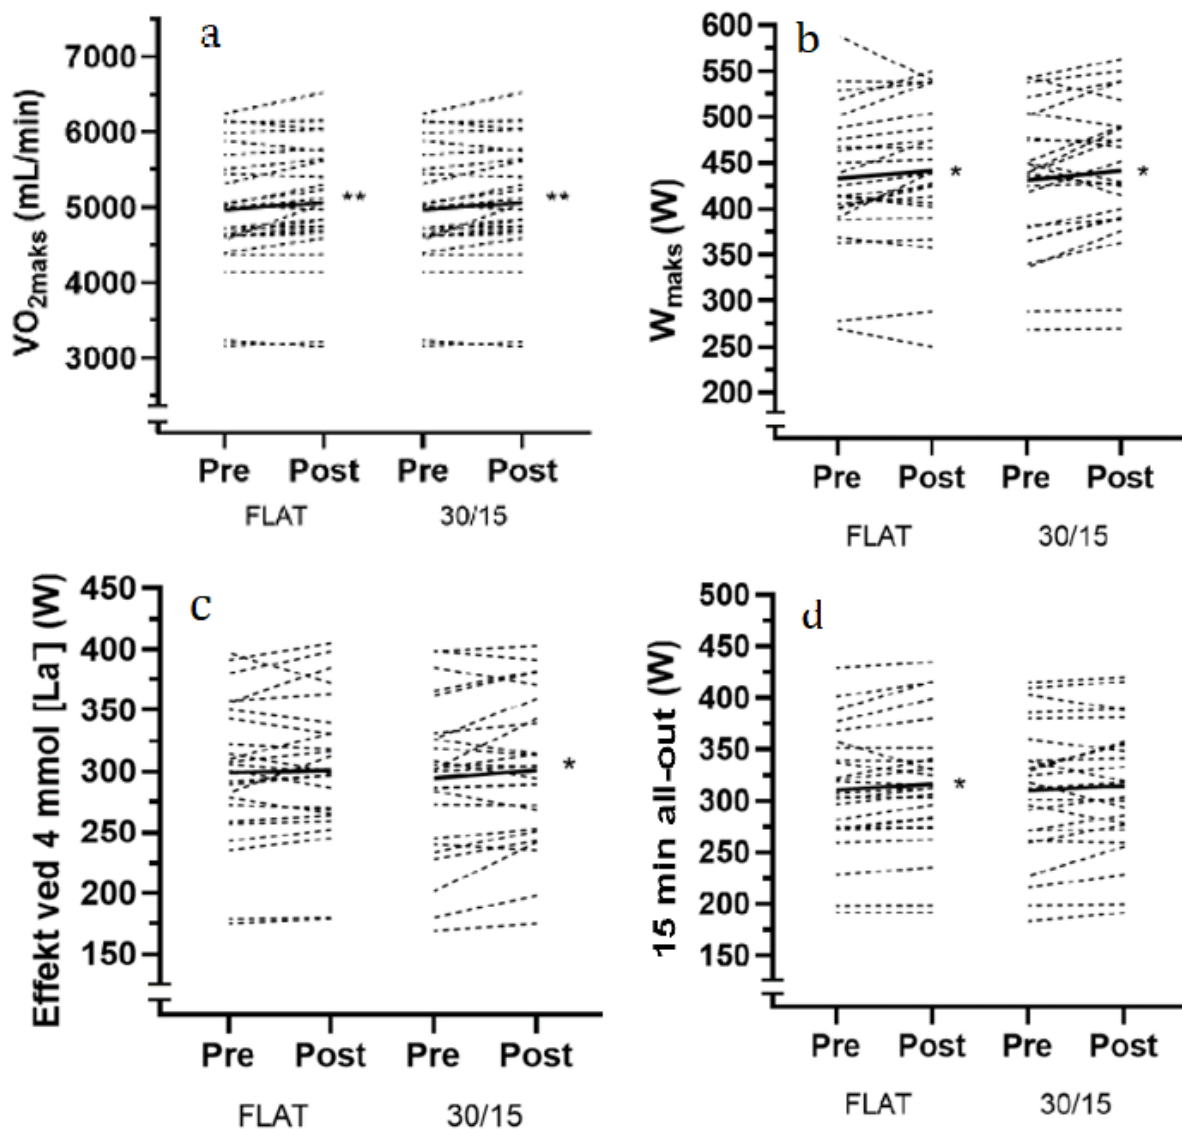 a
VO2maks (mL/min)
7000
6000
5000
4000
3000
**
**
Pre Post Pre Post
FLAT 30/15
b
Wmaks (W)
600
550
500
450
400
350
300
250
200
*
*
Pre Post Pre Post
FLAT 30/15
c
Effekt ved 4 mmol [La-] (W)
450
400
350
300
250
200
150
*
Pre Post Pre Post
FLAT 30/15
d
15 min all-out (W)
500
450
400
350
300
250
200
150
*
Pre Post Pre Post
FLAT 30/15